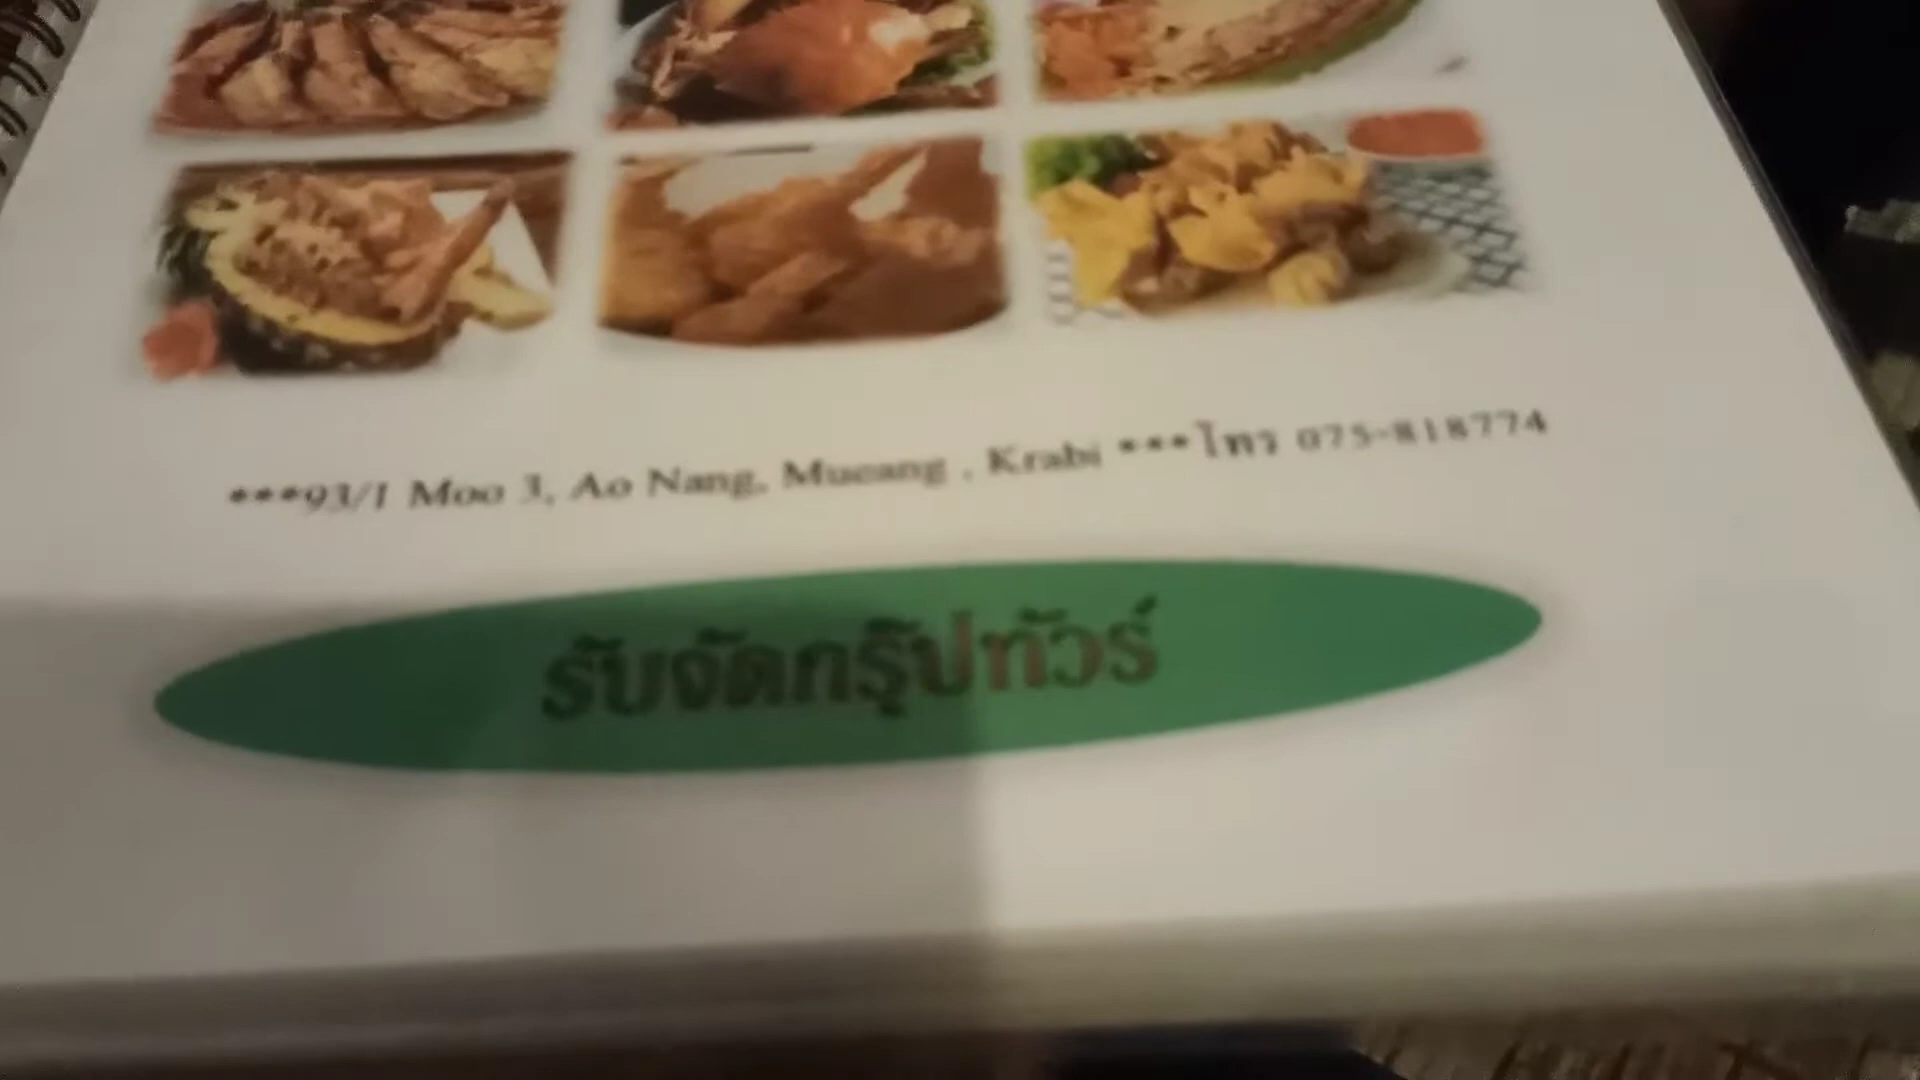 ***93/1 Moo 3, Ao Nang, Mueang , Krabi ***โทร 075-818774
รับจัดกรุ๊ปทัวร์